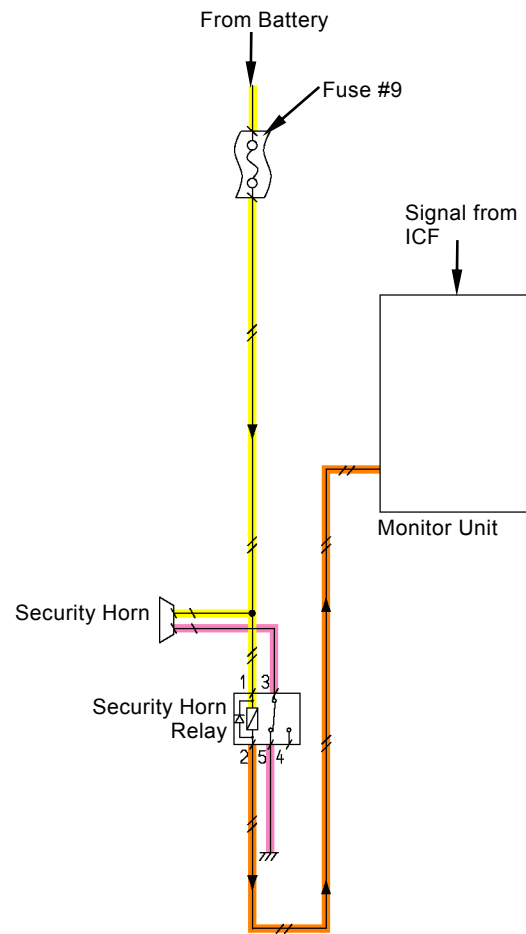 From Battery
Fuse #9
Signal from
ICF
Monitor Unit
Security Horn
1 3
Security Horn
Relay
2 5 4